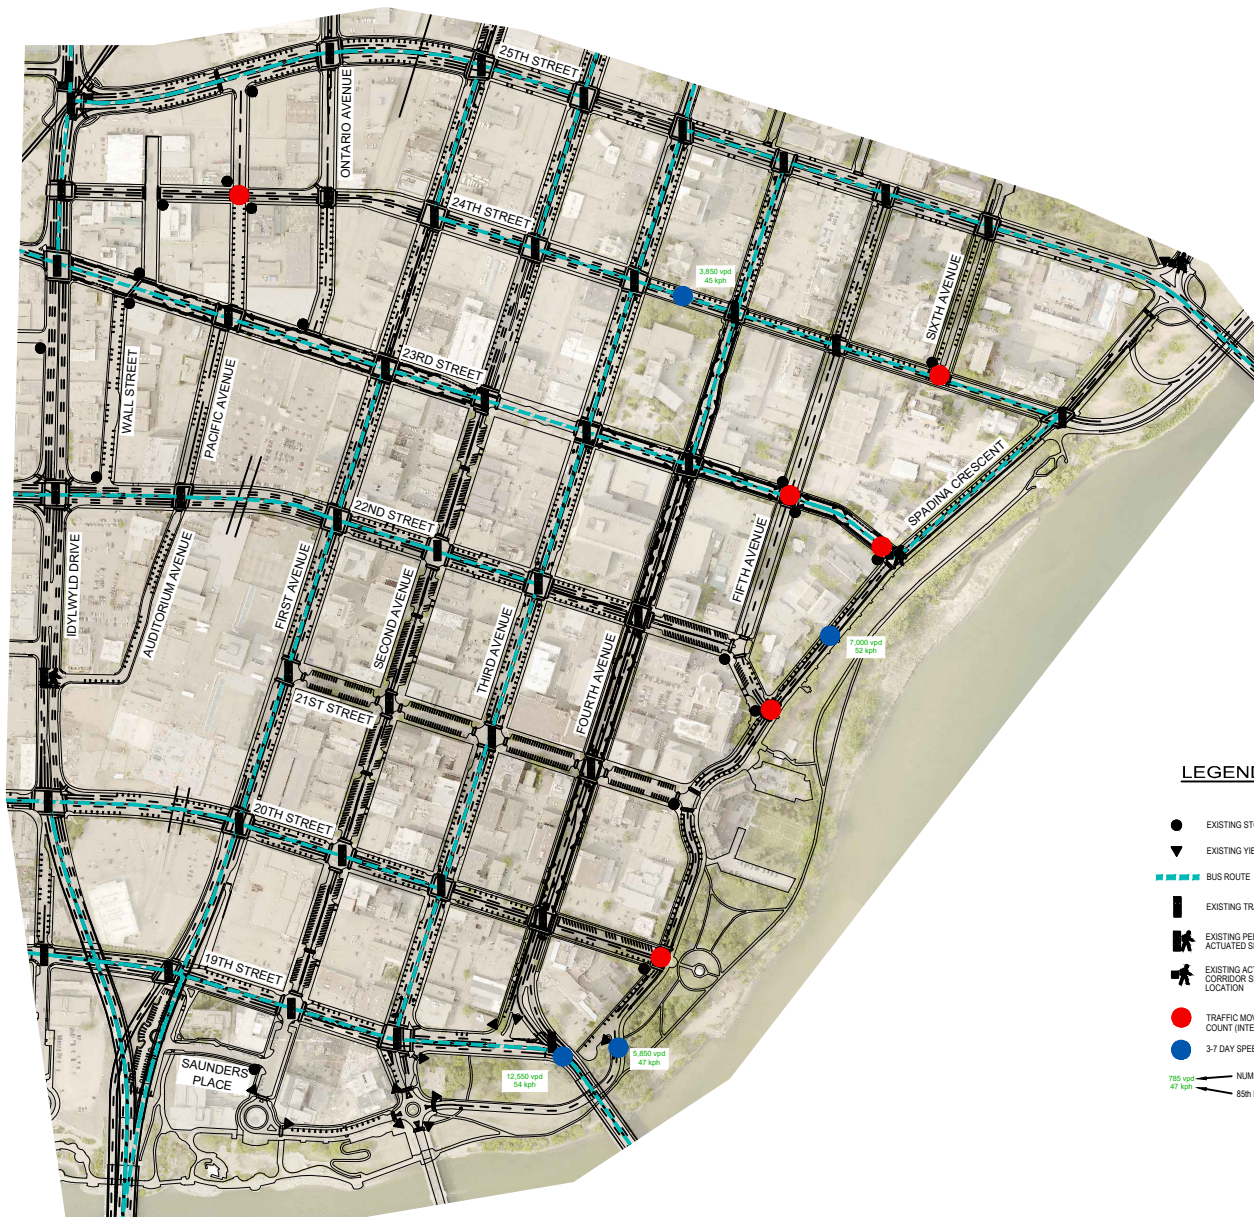 25TH STREET
ONTARIO AVENUE
24TH STREET
3,850 vpd
45 kph
SIXTH AVENUE
23RD STREET
WALL STREET
PACIFIC AVENUE
SPADINA CRESCENT
22ND STREET
IDYLWYLD DRIVE
AUDITORIUM AVENUE
FIRST AVENUE
SECOND AVENUE
THIRD AVENUE
FOURTH AVENUE
FIFTH AVENUE
7,000 vpd
52 kph
21ST STREET
20TH STREET
19TH STREET
SAUNDERS
PLACE
12,550 vpd
54 kph
5,850 vpd
47 kph
LEGEND
EXISTING ST
EXISTING YIE
BUS ROUTE
EXISTING TRA
EXISTING PE
ACTUATED S
EXISTING AC
CORRIDOR S
LOCATION
TRAFFIC MOV
COUNT (INTE
3-7 DAY SPEE
785 vpd
47 kph
NUM
85th